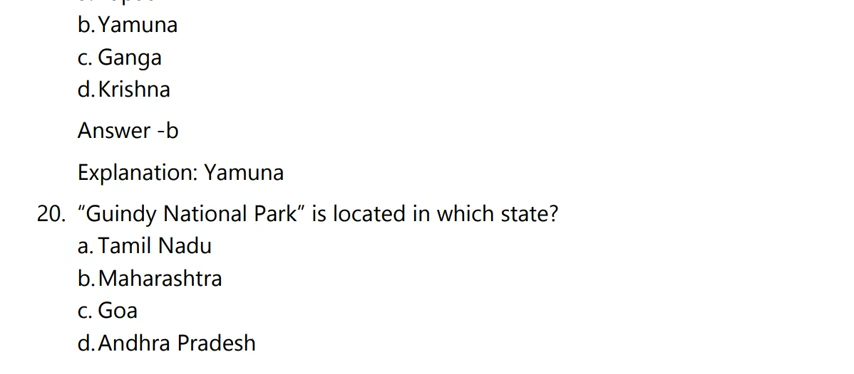 b.Yamuna
c. Ganga
d.Krishna
Answer -b
Explanation: Yamuna
20. “Guindy National Park” is located in which state?
a. Tamil Nadu
b.Maharashtra
c. Goa
d.Andhra Pradesh